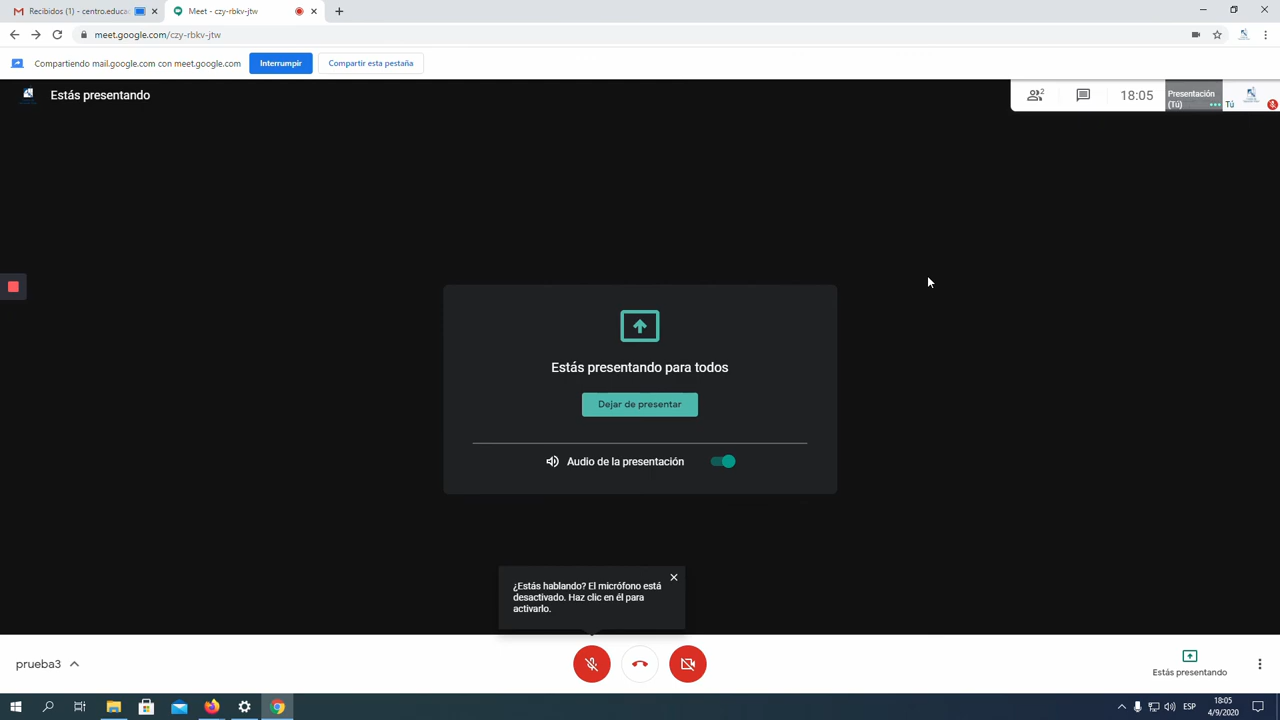 Recibidos (1) - centro.educa
Meet - czy-rbkv-jtw
meet.google.com/czy-rbkv-jtw
Compartiendo mail.google.com con meet.google.com
Interrumpir
Compartir esta pestaña
Estás presentando
2
18:05
Presentación
(Tú)
Tú
Estás presentando para todos
Dejar de presentar
Audio de la presentación
¿Estás hablando? El micrófono está
desactivado. Haz clic en él para
activarlo.
prueba3
Estás presentando
ESP
18:05
4/9/2020